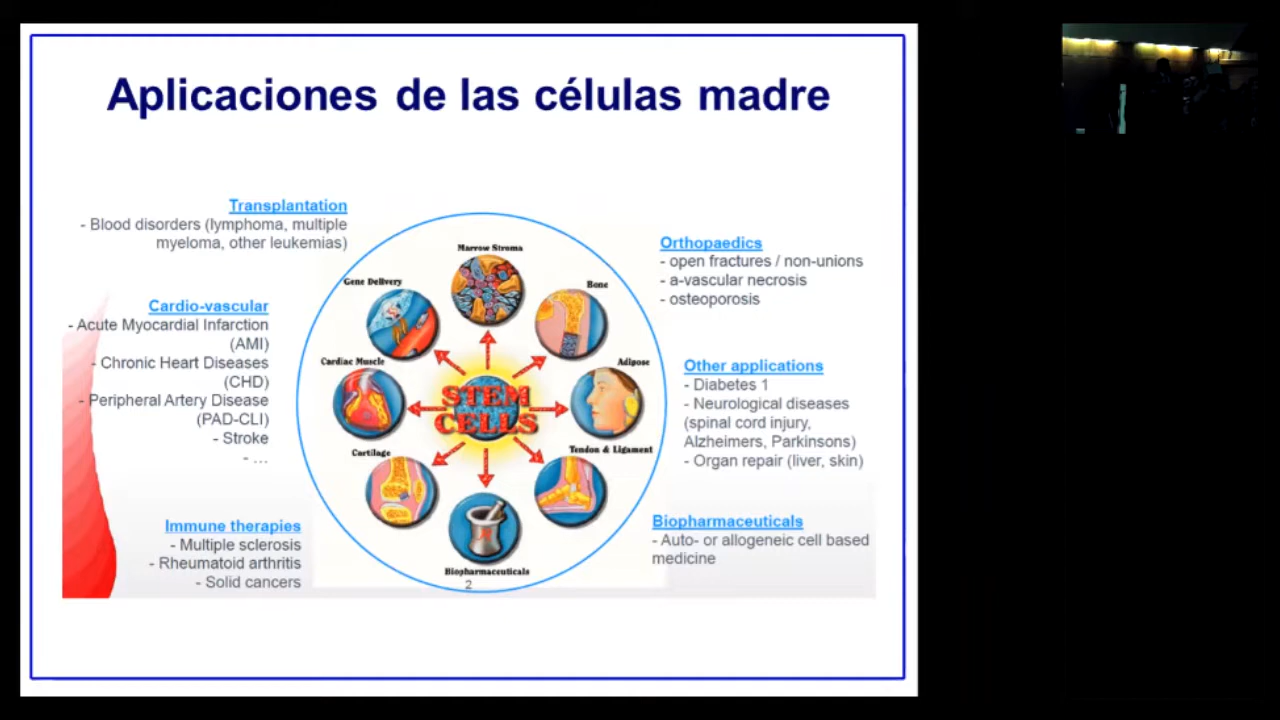 Aplicaciones de las células madre
Transplantation
- Blood disorders (lymphoma, multiple
myeloma, other leukemias)
Cardio-vascular
- Acute Myocardial Infarction
(AMI)
- Chronic Heart Diseases
(CHD)
- Peripheral Artery Disease
(PAD-CLI)
- Stroke
- ...
Immune therapies
- Multiple sclerosis
- Rheumatoid arthritis
- Solid cancers
Marrow Stroma
Gene Delivery
Bone
Cardiac Muscle
Adipose
STEM
CELLS
Cartilage
Tendon & Ligament
Biopharmaceuticals
2
Orthopaedics
- open fractures / non-unions
- a-vascular necrosis
- osteoporosis
Other applications
- Diabetes 1
- Neurological diseases
(spinal cord injury,
Alzheimers, Parkinsons)
- Organ repair (liver, skin)
Biopharmaceuticals
- Auto- or allogeneic cell based
medicine